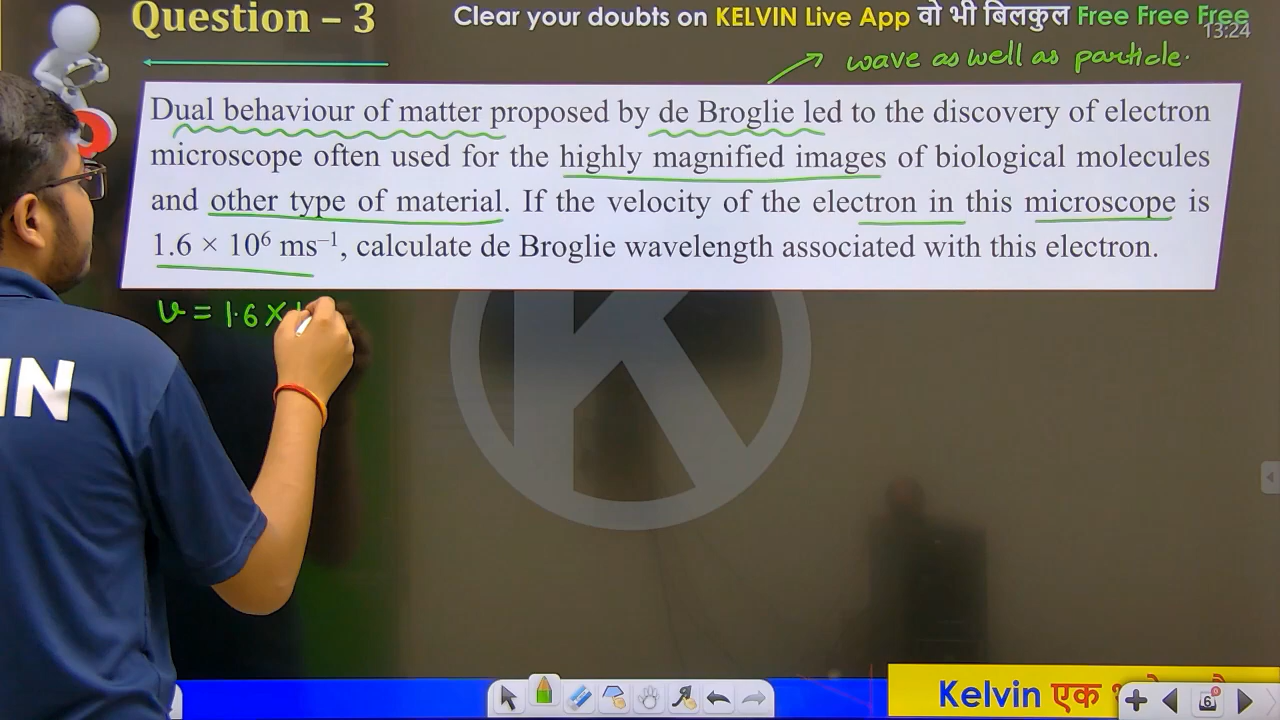 Question – 3
Clear your doubts on KELVIN Live App वो भी बिलकुल Free Free Free
13:24
wave as well as particle.
Dual behaviour of matter proposed by de Broglie led to the discovery of electron
microscope often used for the highly magnified images of biological molecules
and other type of material. If the velocity of the electron in this microscope is
1.6 × 10⁶ ms⁻¹, calculate de Broglie wavelength associated with this electron.
v = 1.6 ×
IN
K
Kelvin एक
6